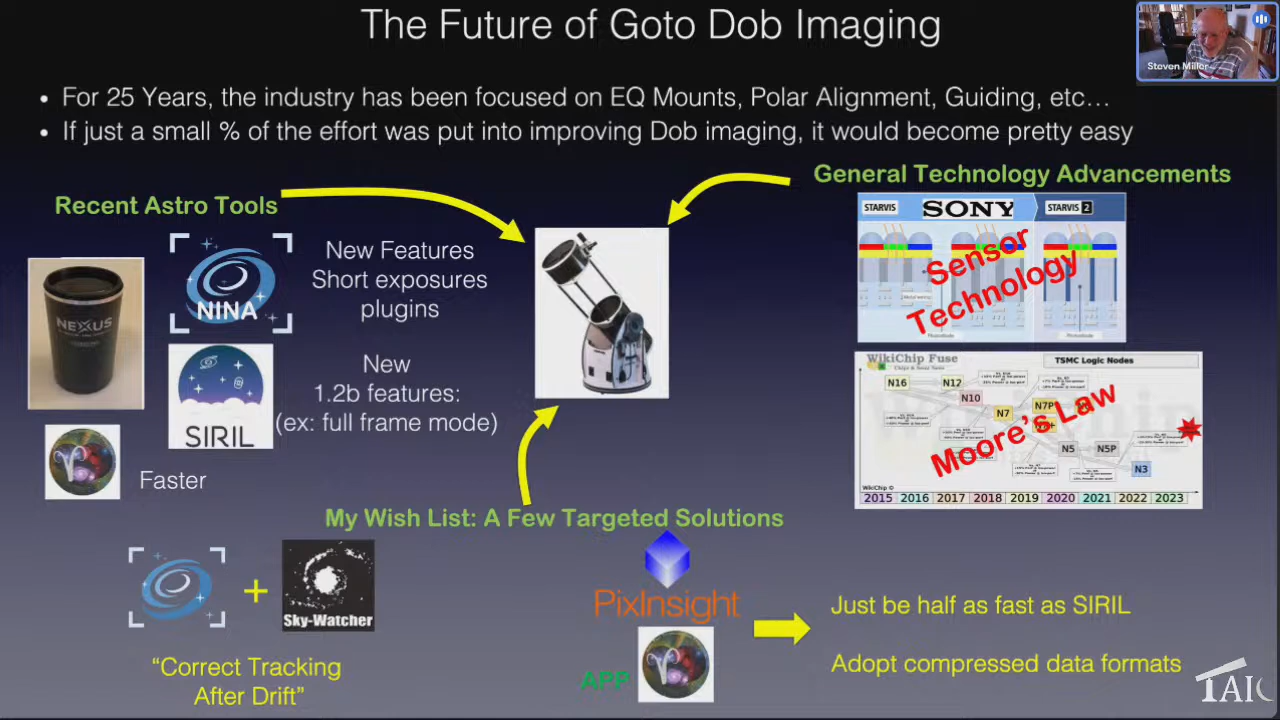 The Future of Goto Dob Imaging
Steven Miller
• For 25 Years, the industry has been focused on EQ Mounts, Polar Alignment, Guiding, etc…
• If just a small % of the effort was put into improving Dob imaging, it would become pretty easy
General Technology Advancements
Recent Astro Tools
STARVIS
SONY
STARVIS 2
Sensor
Technology
New Features
Short exposures
plugins
NINA
NEXUS
New
1.2b features:
(ex: full frame mode)
SIRIL
Faster
WikiChip Fuse
TSMC Logic Nodes
N16
N12
N10
N7
N7P
N5
N5P
N3
Moore's Law
WikiChip ©
2015 2016 2017 2018 2019 2020 2021 2022 2023
My Wish List: A Few Targeted Solutions
+
Sky-Watcher
"Correct Tracking
After Drift"
PixInsight
APP
Just be half as fast as SIRIL
Adopt compressed data formats
TAIC